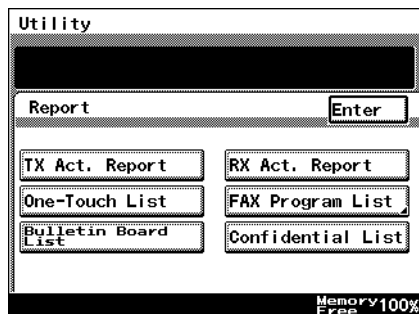 Utility
Report
Enter
TX Act. Report
RX Act. Report
One-Touch List
FAX Program List
Bulletin Board
List
Confidential List
Memory
Free 100%